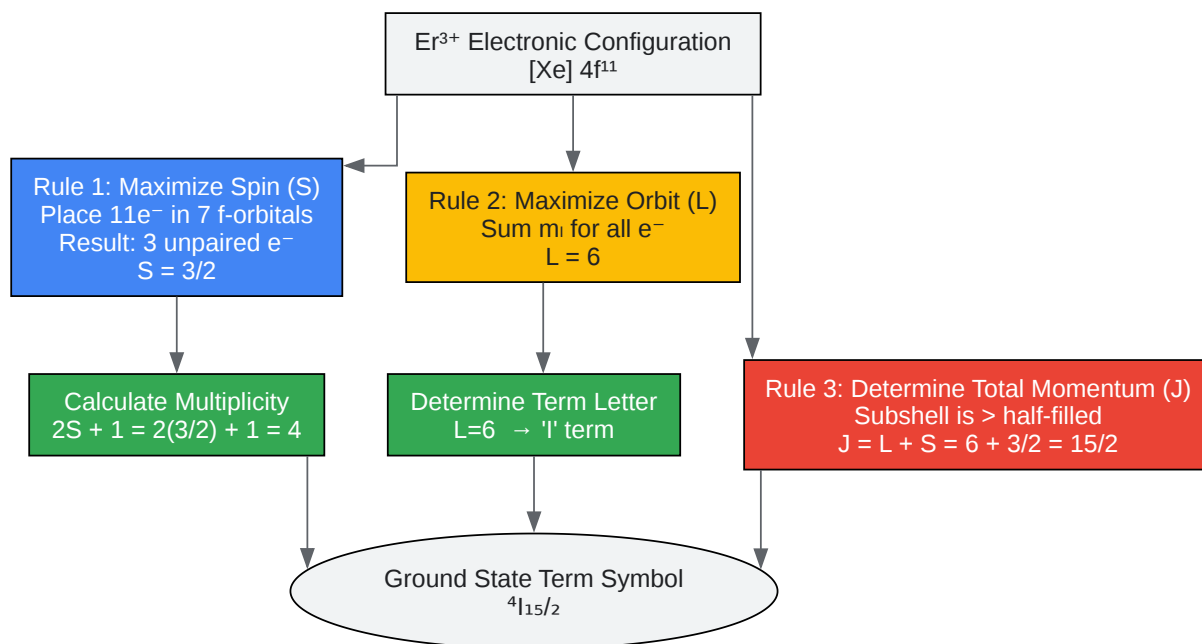 Er³⁺ Electronic Configuration
[Xe] 4f¹¹
Rule 1: Maximize Spin (S)
Place 11e⁻ in 7 f-orbitals
Result: 3 unpaired e⁻
S = 3/2
Rule 2: Maximize Orbit (L)
Sum mₗ for all e⁻
L = 6
Calculate Multiplicity
2S + 1 = 2(3/2) + 1 = 4
Determine Term Letter
L=6 → 'I' term
Rule 3: Determine Total Momentum (J)
Subshell is > half-filled
J = L + S = 6 + 3/2 = 15/2
Ground State Term Symbol
⁴I₁₅/₂